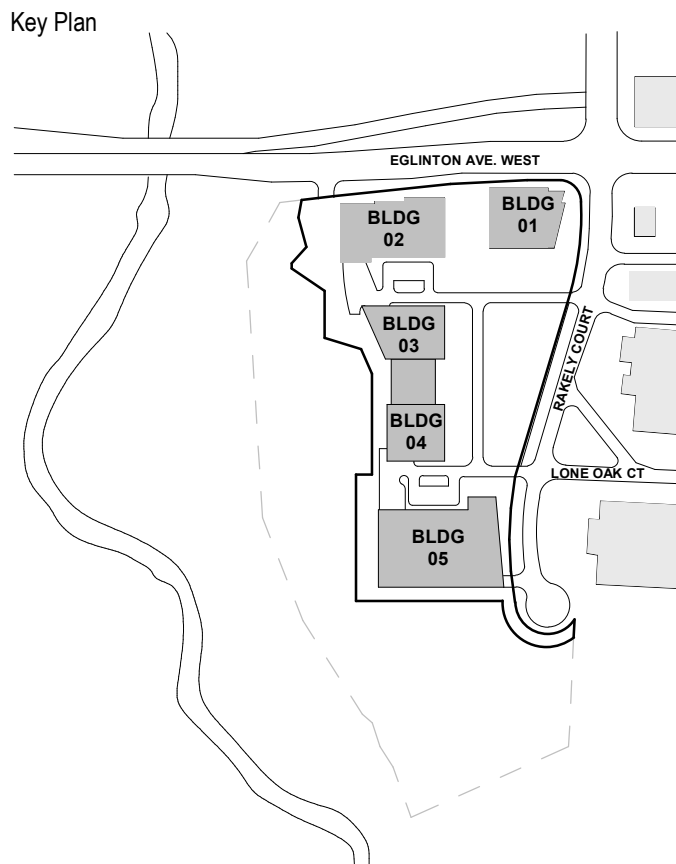 Key Plan
EGLINTON AVE. WEST
BLDG
01
BLDG
02
BLDG
03
RAKELY COURT
BLDG
04
LONE OAK CT
BLDG
05